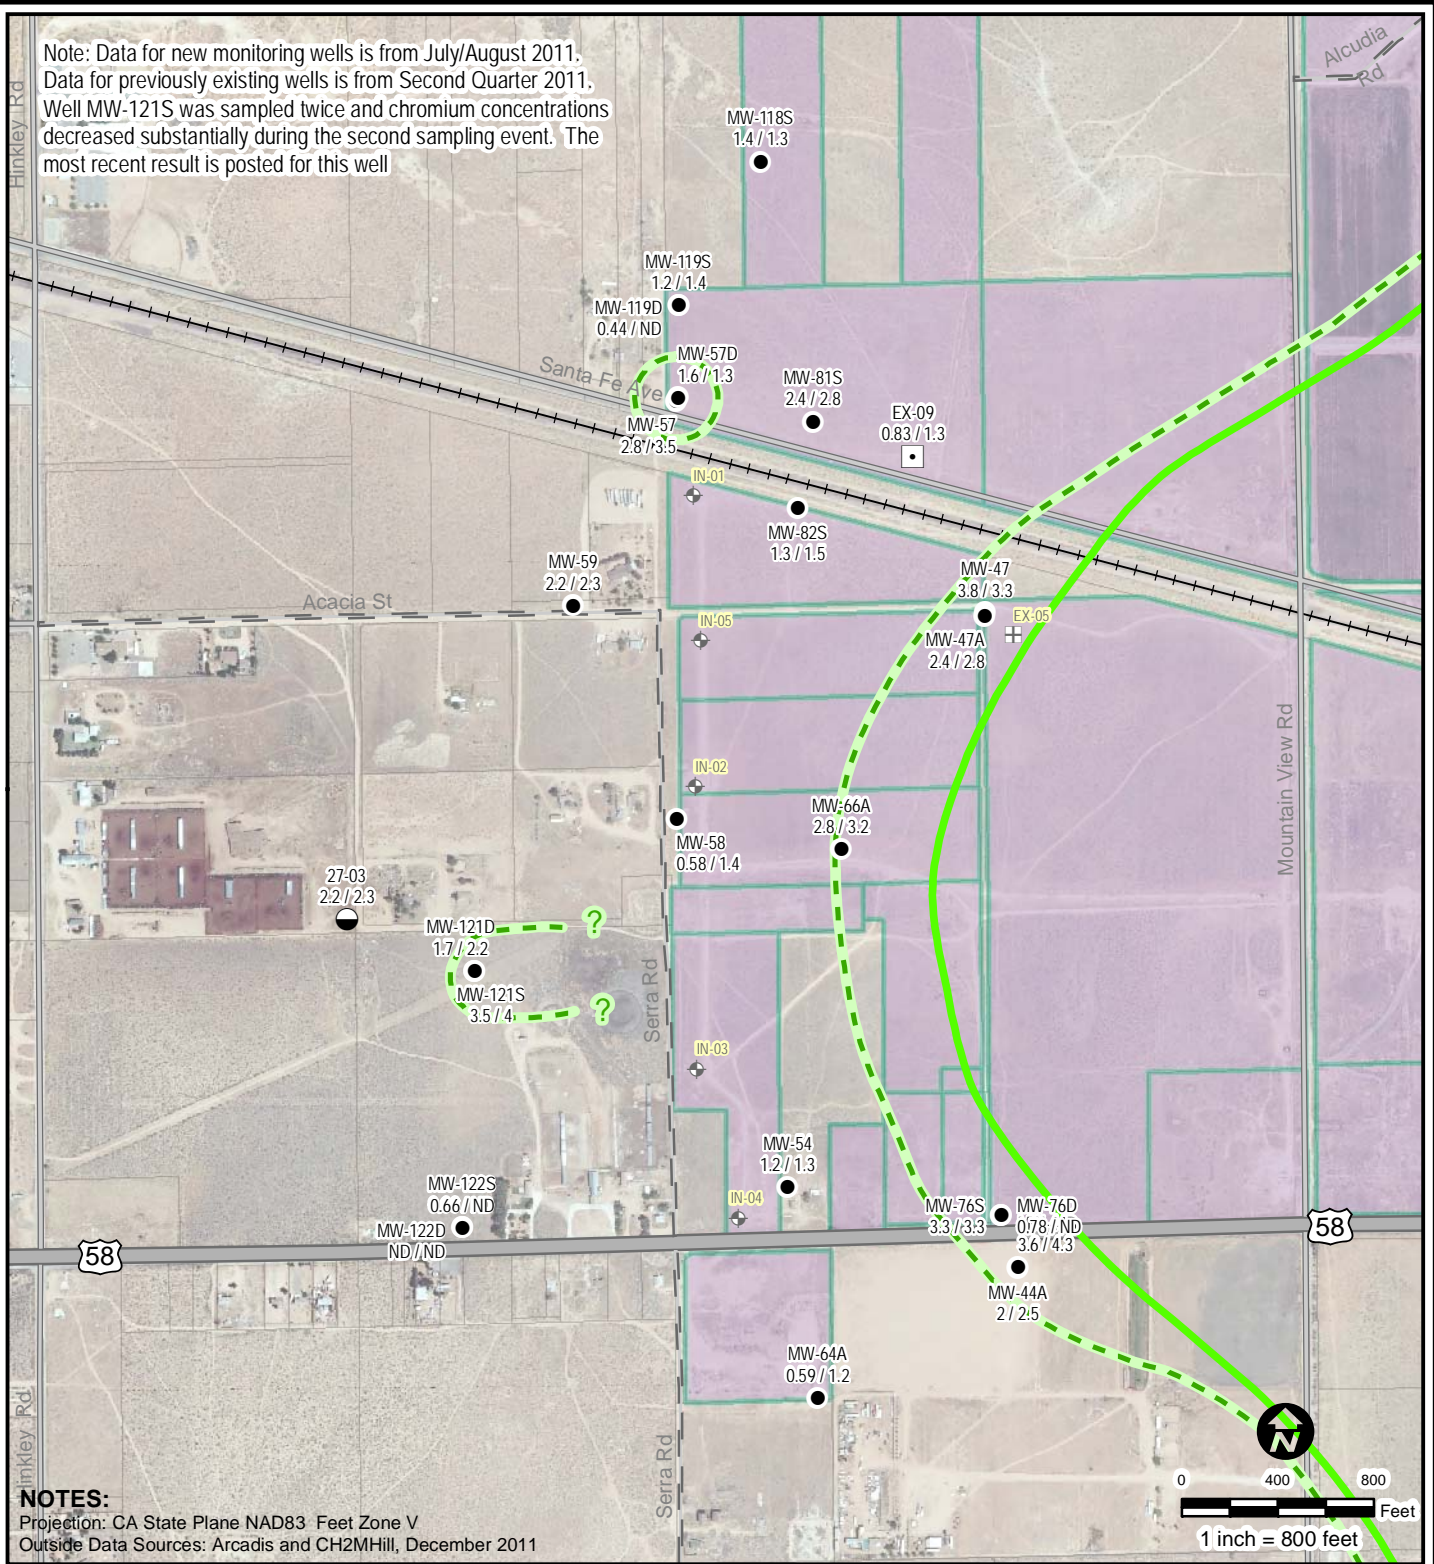 Note: Data for new monitoring wells is from July/August 2011.
Data for previously existing wells is from Second Quarter 2011.
Well MW-121S was sampled twice and chromium concentrations
decreased substantially during the second sampling event. The
most recent result is posted for this well
Hinkley Rd
Alcudia
Rd
MW-118S
1.4 / 1.3
MW-119S
1.2 / 1.4
MW-119D
0.44 / ND
Santa Fe Ave
MW-57D
1.6 / 1.3
MW-57
2.8 / 3.5
MW-81S
2.4 / 2.8
EX-09
0.83 / 1.3
IN-01
MW-82S
1.3 / 1.5
MW-59
2.2 / 2.3
Acacia St
MW-47
3.8 / 3.3
EX-05
IN-05
MW-47A
2.4 / 2.8
Mountain View Rd
IN-02
MW-66A
2.8 / 3.2
MW-58
0.58 / 1.4
27-03
2.2 / 2.3
MW-121D
1.7 / 2.2
?
MW-121S
3.5 / 4
?
Serra Rd
IN-03
MW-54
1.2 / 1.3
MW-122S
0.66 / ND
MW-122D
ND / ND
IN-04
MW-76S
3.3 / 3.3
MW-76D
0.78 / ND
3.6 / 4.3
58
58
MW-44A
2 / 2.5
MW-64A
0.59 / 1.2
Hinkley Rd
Serra Rd
N
0 400 800
Feet
1 inch = 800 feet
NOTES:
Projection: CA State Plane NAD83 Feet Zone V
Outside Data Sources: Arcadis and CH2MHill, December 2011